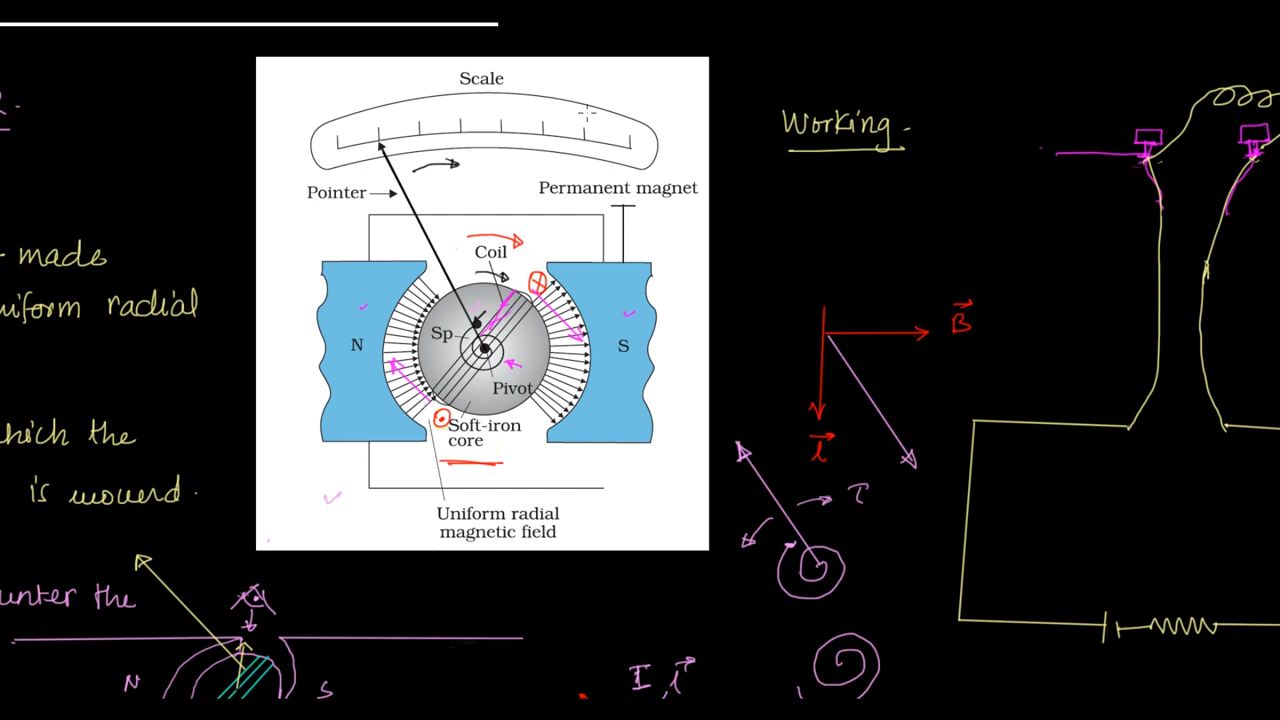 Scale
Pointer
Permanent magnet
Coil
N
Sp
S
Pivot
Soft-iron
core
Uniform radial
magnetic field
Working.
made
uniform radial
which the
is mound.
unter the
N
S
B
l
τ
I, l